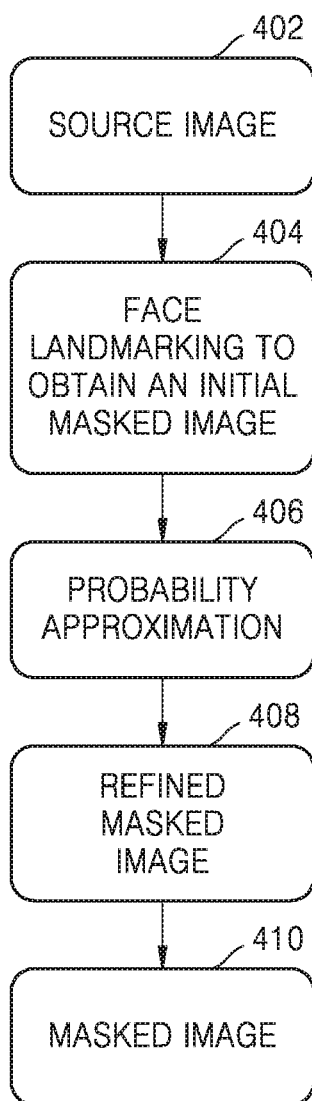 402
SOURCE IMAGE
404
FACE
LANDMARKING TO
OBTAIN AN INITIAL
MASKED IMAGE
406
PROBABILITY
APPROXIMATION
408
REFINED
MASKED
IMAGE
410
MASKED IMAGE